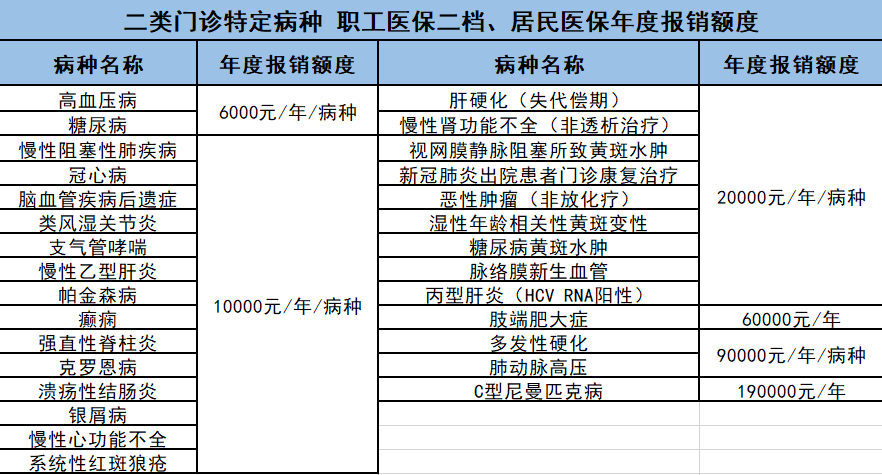 二类门诊特定病种 职工医保二档、居民医保年度报销额度
病种名称 年度报销额度 病种名称 年度报销额度
高血压病 6000元/年/病种 肝硬化（失代偿期） 20000元/年/病种
糖尿病 慢性肾功能不全（非透析治疗）
慢性阻塞性肺疾病 10000元/年/病种 视网膜静脉阻塞所致黄斑水肿
冠心病 新冠肺炎出院患者门诊康复治疗
脑血管疾病后遗症 恶性肿瘤（非放化疗）
类风湿关节炎 湿性年龄相关性黄斑变性
支气管哮喘 糖尿病黄斑水肿
慢性乙型肝炎 脉络膜新生血管
帕金森病 丙型肝炎（HCV RNA阳性）
癫痫 肢端肥大症 60000元/年
强直性脊柱炎 多发性硬化 90000元/年/病种
克罗恩病 肺动脉高压
溃疡性结肠炎 C型尼曼匹克病 190000元/年
银屑病
慢性心功能不全
系统性红斑狼疮